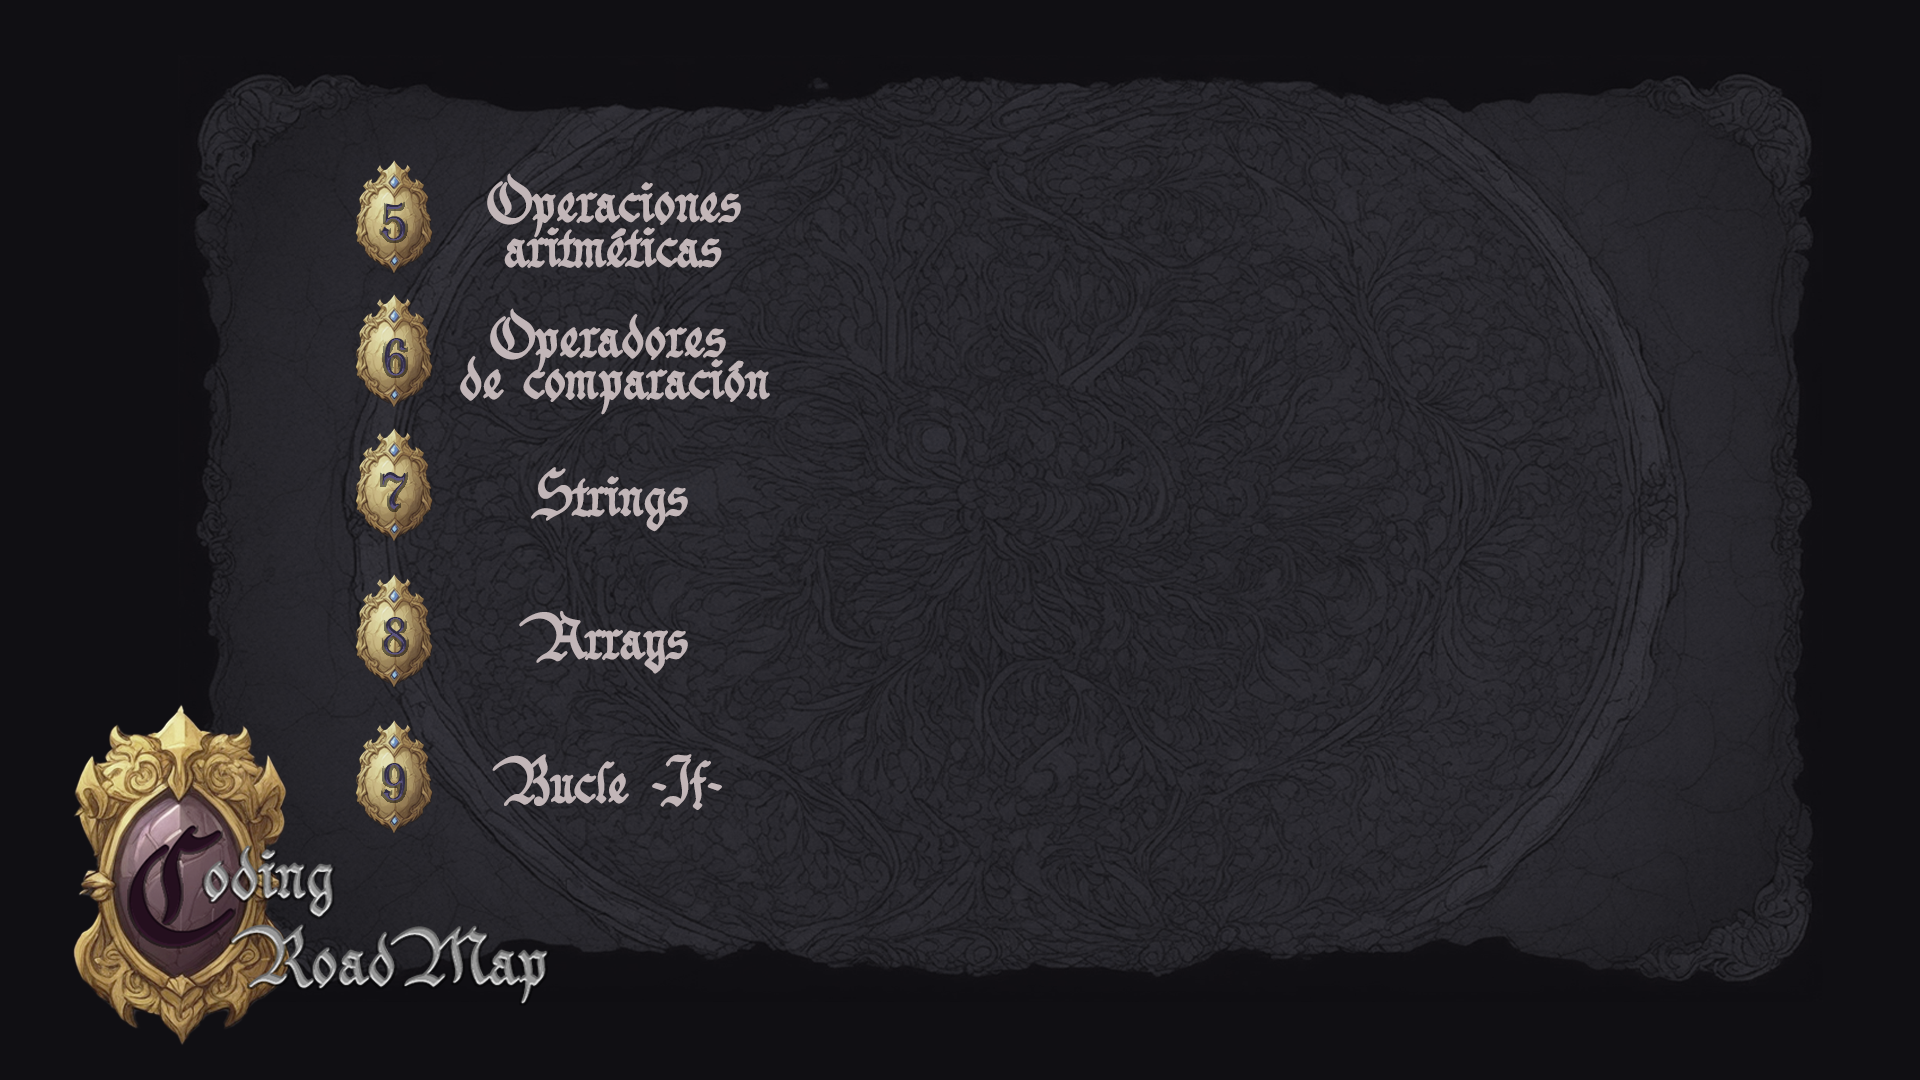 5
Operaciones
aritméticas
6
Operadores
de comparación
7
Strings
8
Arrays
9
Bucle -If-
Coding
RoadMap